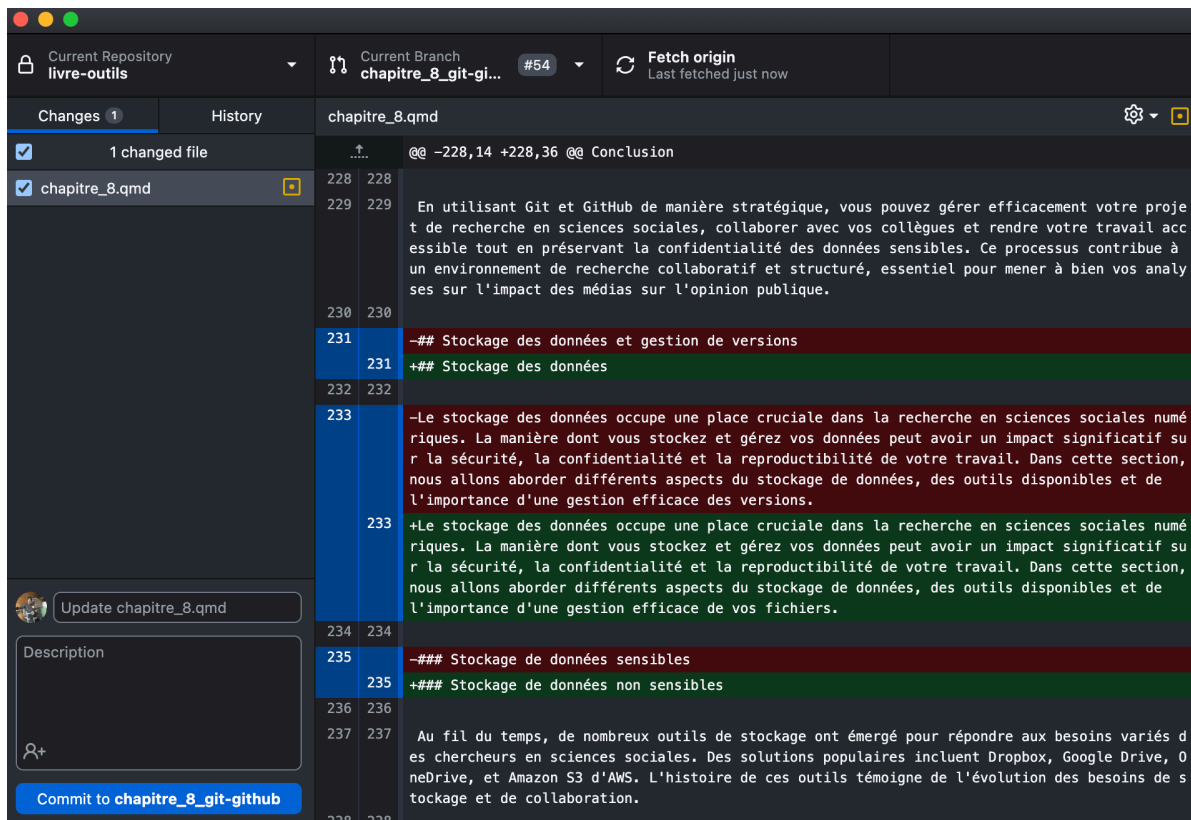 Current Repository
livre-outils
Current Branch
chapitre_8_git-gi...
#54
Fetch origin
Last fetched just now
Changes 1
History
chapitre_8.qmd
1 changed file
chapitre_8.qmd
@@ -228,14 +228,36 @@ Conclusion
228 228
229 229 En utilisant Git et GitHub de manière stratégique, vous pouvez gérer efficacement votre proje
t de recherche en sciences sociales, collaborer avec vos collègues et rendre votre travail acc
essible tout en préservant la confidentialité des données sensibles. Ce processus contribue à
un environnement de recherche collaboratif et structuré, essentiel pour mener à bien vos analy
ses sur l'impact des médias sur l'opinion publique.
230 230
231 -## Stockage des données et gestion de versions
231 +## Stockage des données
232 232
233 -Le stockage des données occupe une place cruciale dans la recherche en sciences sociales numé
riques. La manière dont vous stockez et gérez vos données peut avoir un impact significatif su
r la sécurité, la confidentialité et la reproductibilité de votre travail. Dans cette section,
nous allons aborder différents aspects du stockage de données, des outils disponibles et de
l'importance d'une gestion efficace des versions.
233 +Le stockage des données occupe une place cruciale dans la recherche en sciences sociales numé
riques. La manière dont vous stockez et gérez vos données peut avoir un impact significatif su
r la sécurité, la confidentialité et la reproductibilité de votre travail. Dans cette section,
nous allons aborder différents aspects du stockage de données, des outils disponibles et de
l'importance d'une gestion efficace de vos fichiers.
234 234
235 -### Stockage de données sensibles
235 +### Stockage de données non sensibles
236 236
237 237 Au fil du temps, de nombreux outils de stockage ont émergé pour répondre aux besoins variés d
es chercheurs en sciences sociales. Des solutions populaires incluent Dropbox, Google Drive, O
neDrive, et Amazon S3 d'AWS. L'histoire de ces outils témoigne de l'évolution des besoins de s
tockage et de collaboration.
238 238
Update chapitre_8.qmd
Description
Commit to chapitre_8_git-github